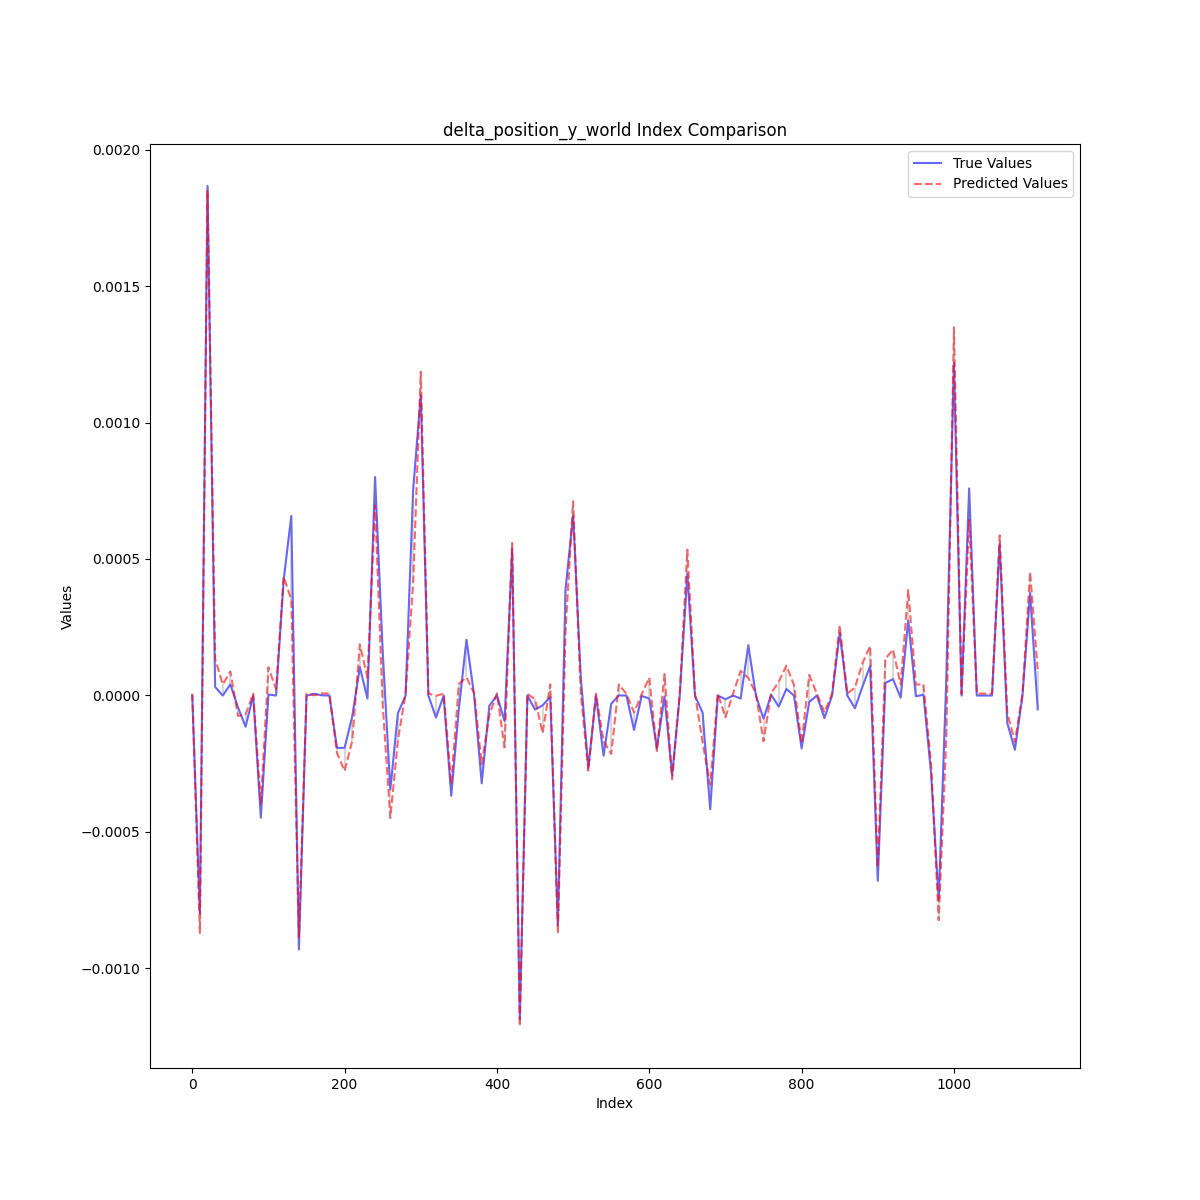 delta_position_y_world Index Comparison
True Values
Predicted Values
0.0020
0.0015
0.0010
0.0005
0.0000
−0.0005
−0.0010
Values
0 200 400 600 800 1000
Index